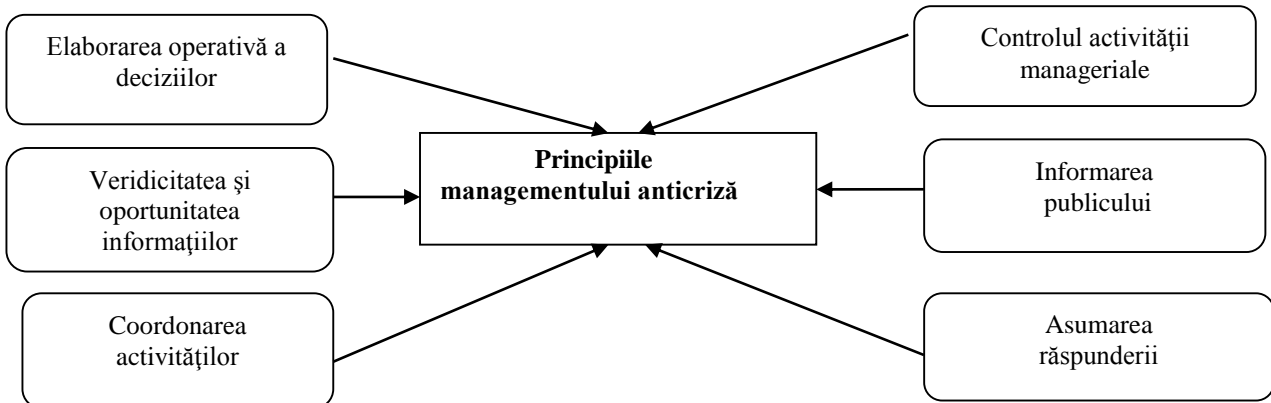 Elaborarea operativă a
deciziilor
Controlul activităţii
manageriale
Principiile
managementului anticriză
Veridicitatea şi
oportunitatea
informaţiilor
Informarea
publicului
Coordonarea
activităţilor
Asumarea
răspunderii